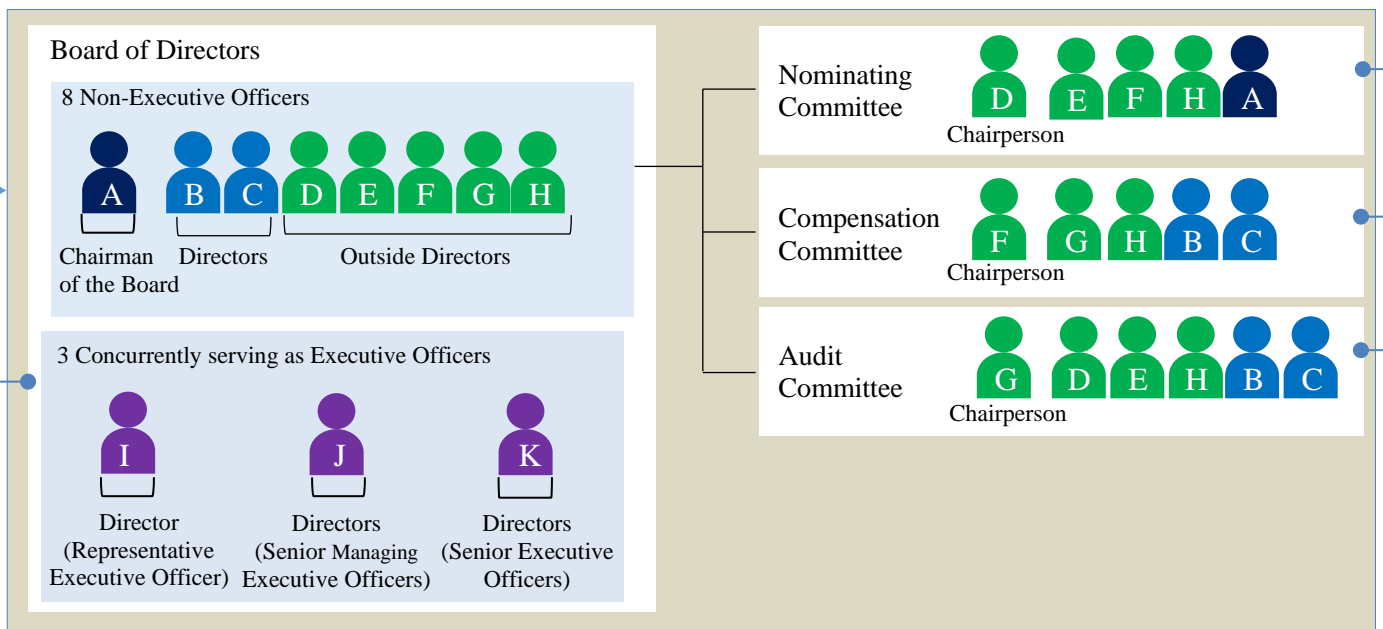 Board of Directors
8 Non-Executive Officers
A B C D E F G H
Chairman
of the Board
Directors
Outside Directors
3 Concurrently serving as Executive Officers
I J K
Director
(Representative
Executive Officer)
Directors
(Senior Managing
Executive Officers)
Directors
(Senior Executive
Officers)
Nominating
Committee
D E F H A
Chairperson
Compensation
Committee
F G H B C
Chairperson
Audit
Committee
G D E H B C
Chairperson